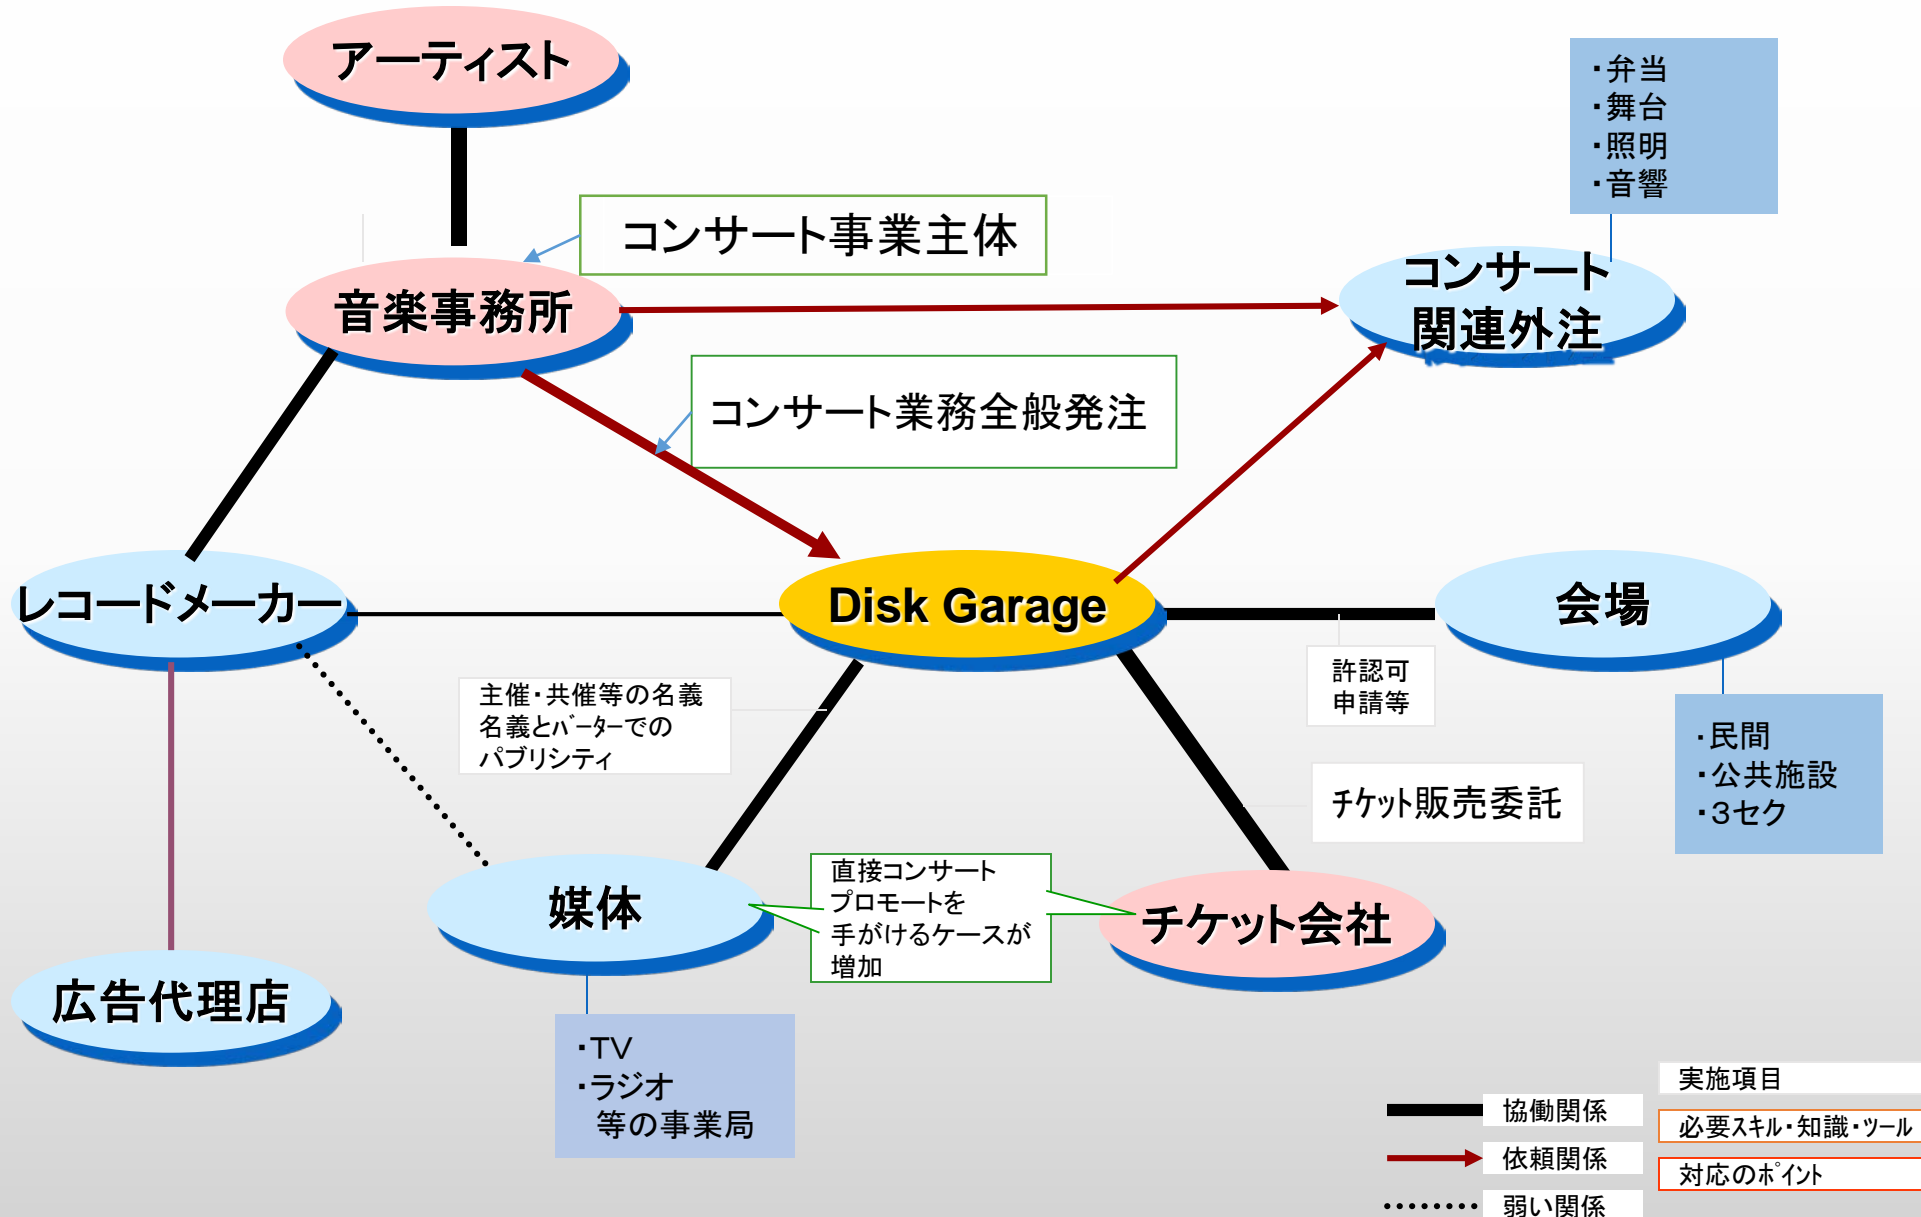 アーティスト
・弁当
・舞台
・照明
・音響
コンサート事業主体
コンサート
関連外注
音楽事務所
コンサート業務全般発注
レコードメーカー
Disk Garage
会場
許認可
申請等
主催・共催等の名義
名義とﾊﾞｰﾀｰでの
パブリシティ
・民間
・公共施設
・３セク
ﾁｹｯﾄ販売委託
直接コンサート
プロモートを
手がけるケースが
増加
媒体
チケット会社
広告代理店
・ＴＶ
・ラジオ
等の事業局
実施項目
協働関係
必要ｽｷﾙ・知識・ﾂｰﾙ
依頼関係
対応のﾎﾟｲﾝﾄ
弱い関係